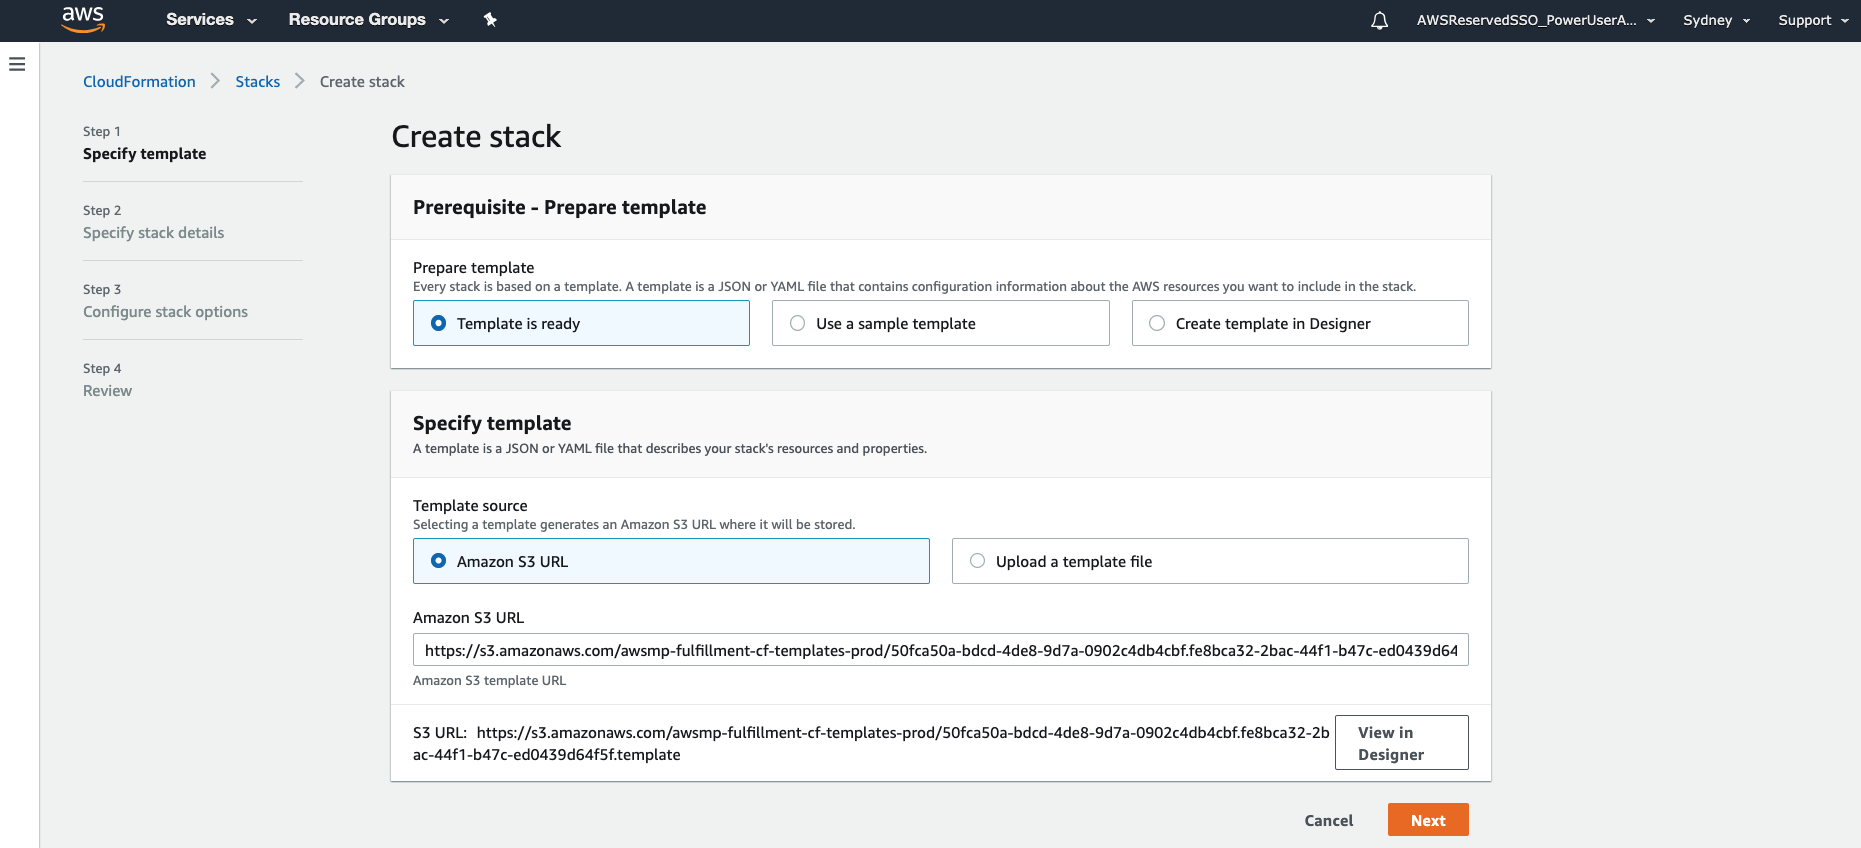 aws
Services
Resource Groups
AWSReservedSSO_PowerUserA...
Sydney
Support
CloudFormation
Stacks
Create stack
Step 1
Specify template
Step 2
Specify stack details
Step 3
Configure stack options
Step 4
Review
Create stack
Prerequisite - Prepare template
Prepare template
Every stack is based on a template. A template is a JSON or YAML file that contains configuration information about the AWS resources you want to include in the stack.
Template is ready
Use a sample template
Create template in Designer
Specify template
A template is a JSON or YAML file that describes your stack's resources and properties.
Template source
Selecting a template generates an Amazon S3 URL where it will be stored.
Amazon S3 URL
Upload a template file
Amazon S3 URL
https://s3.amazonaws.com/awsmp-fulfillment-cf-templates-prod/50fca50a-bdcd-4de8-9d7a-0902c4db4cbf.fe8bca32-2bac-44f1-b47c-ed0439d64
Amazon S3 template URL
S3 URL: https://s3.amazonaws.com/awsmp-fulfillment-cf-templates-prod/50fca50a-bdcd-4de8-9d7a-0902c4db4cbf.fe8bca32-2b
ac-44f1-b47c-ed0439d64f5f.template
View in
Designer
Cancel
Next